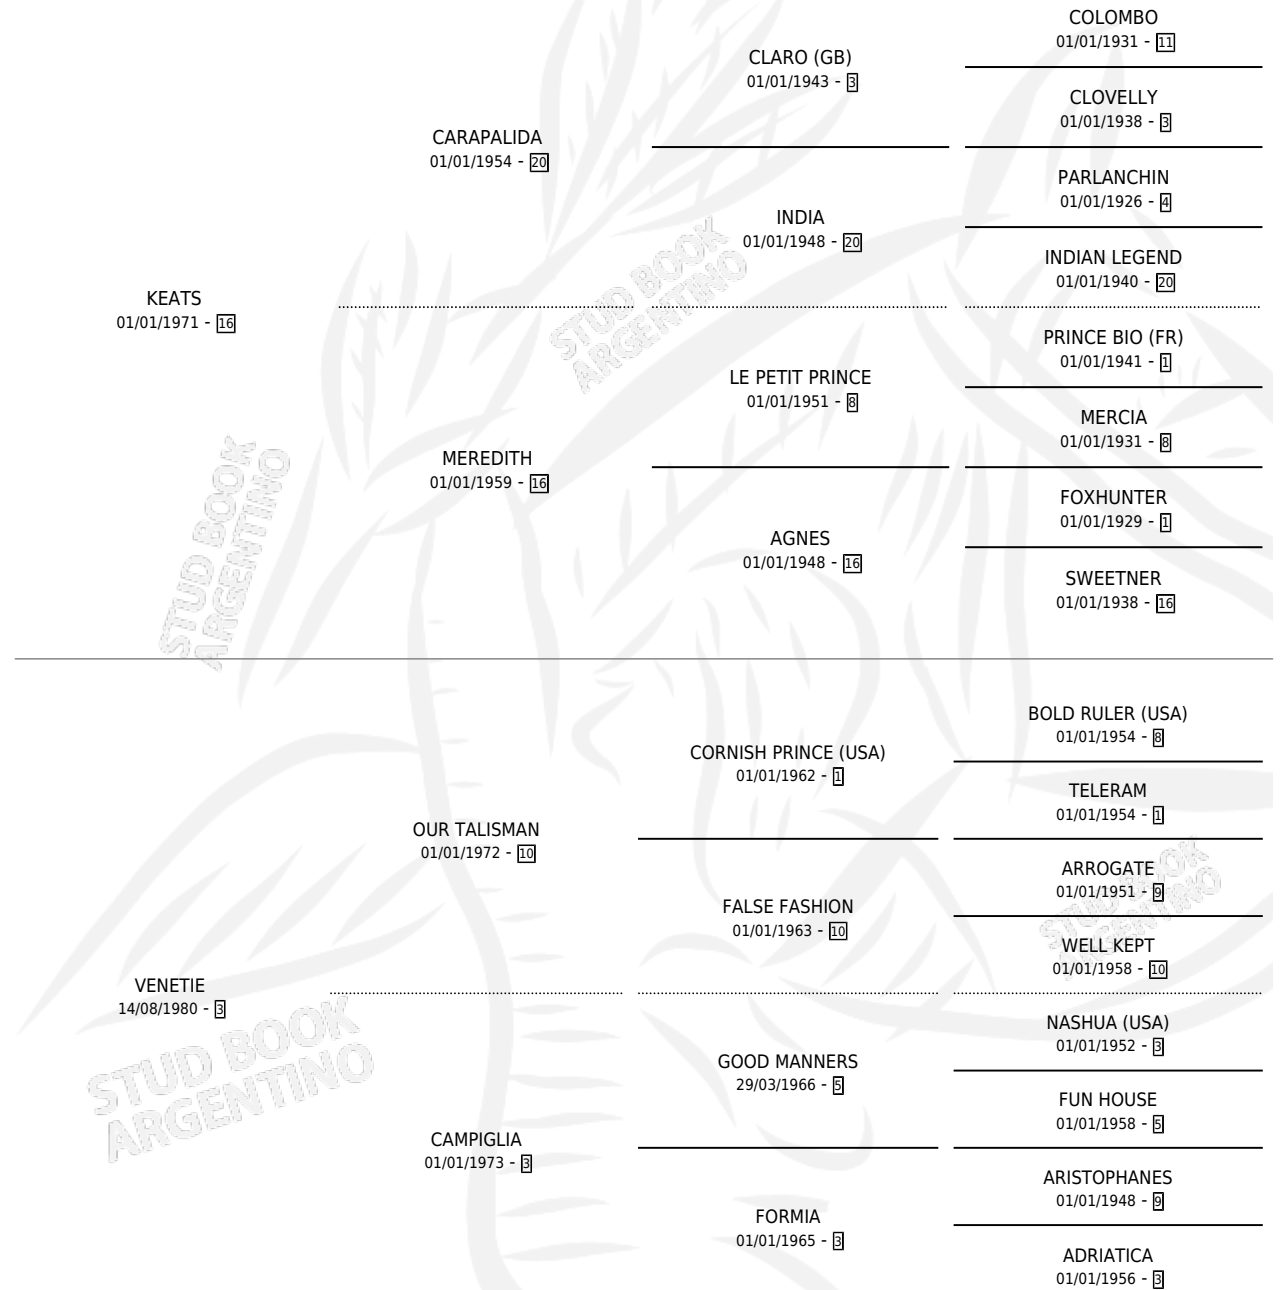 COLOMBO
01/01/1931 - 11
CLARO (GB)
01/01/1943 - 3
CLOVELLY
01/01/1938 - 3
CARAPALIDA
01/01/1954 - 20
PARLANCHIN
01/01/1926 - 4
INDIA
01/01/1948 - 20
INDIAN LEGEND
01/01/1940 - 20
KEATS
01/01/1971 - 16
PRINCE BIO (FR)
01/01/1941 - 1
LE PETIT PRINCE
01/01/1951 - 8
MERCIA
01/01/1931 - 8
MEREDITH
01/01/1959 - 16
FOXHUNTER
01/01/1929 - 1
AGNES
01/01/1948 - 16
SWEETNER
01/01/1938 - 16
STUD BOOK
ARGENTINO
STUD BOOK
ARGENTINO
BOLD RULER (USA)
01/01/1954 - 8
CORNISH PRINCE (USA)
01/01/1962 - 1
TELERAM
01/01/1954 - 1
OUR TALISMAN
01/01/1972 - 10
ARROGATE
01/01/1951 - 9
FALSE FASHION
01/01/1963 - 10
WELL KEPT
01/01/1958 - 10
VENETIE
14/08/1980 - 3
NASHUA (USA)
01/01/1952 - 3
GOOD MANNERS
29/03/1966 - 5
FUN HOUSE
01/01/1958 - 5
CAMPIGLIA
01/01/1973 - 3
ARISTOPHANES
01/01/1948 - 9
FORMIA
01/01/1965 - 3
ADRIATICA
01/01/1956 - 3
STUD BOOK
ARGENTINO
STUD BOOK
ARGENTINO